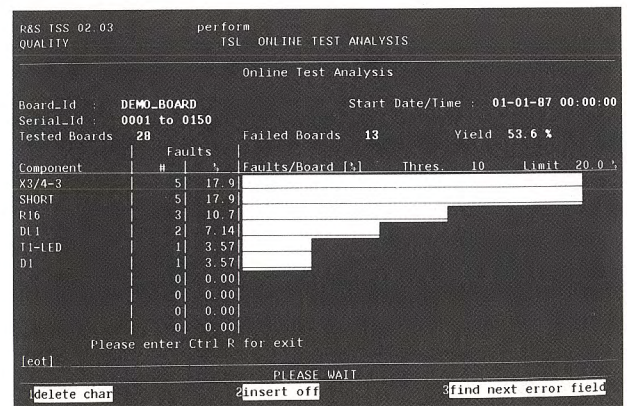 R&S TSS 02.03 perform
QUALITY TSL ONLINE TEST ANALYSIS
Online Test Analysis
Board_Id : DEMO_BOARD Start Date/Time : 01-01-87 00:00:00
Serial_Id : 0001 to 0150
Tested Boards 28 Failed Boards 13 Yield 53.6 %
Faults
Component # % Faults/Board [%] Thres. 10 Limit 20.0 %
X3/4-3 5 17.9
SHORT 5 17.9
R16 3 10.7
DL1 2 7.14
T1-LED 1 3.57
D1 1 3.57
0 0.00
0 0.00
0 0.00
0 0.00
Please enter Ctrl R for exit
[eot]
PLEASE WAIT
1delete char 2insert off 3find next error field